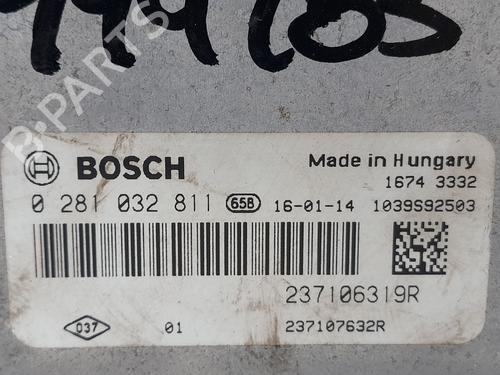 B-PARTS
BOSCH
Made in Hungary
1674 3332
0 281 032 811 65B 16-01-14 1039S92503
237106319R
037 01 237107632R